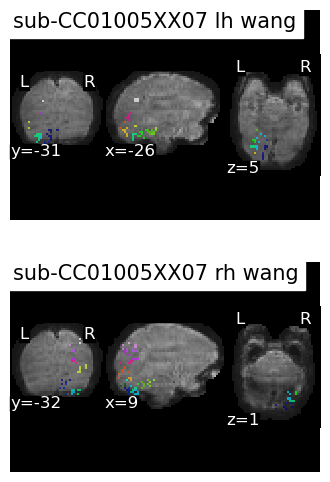 sub-CC01005XX07 lh wang
L R L R
y=-31 x=-26 z=5
sub-CC01005XX07 rh wang
L R L R
y=-32 x=9 z=1